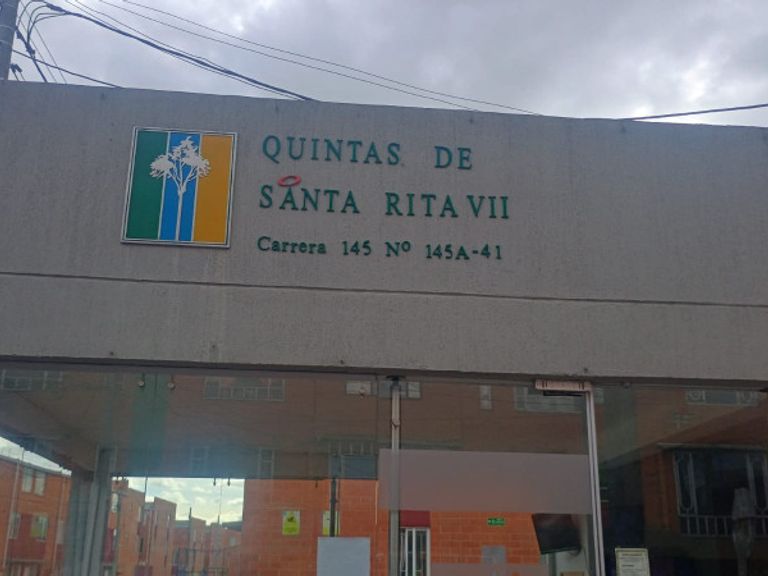 QUINTAS DE
SANTA RITA VII
Carrera 145 Nº 145A-41